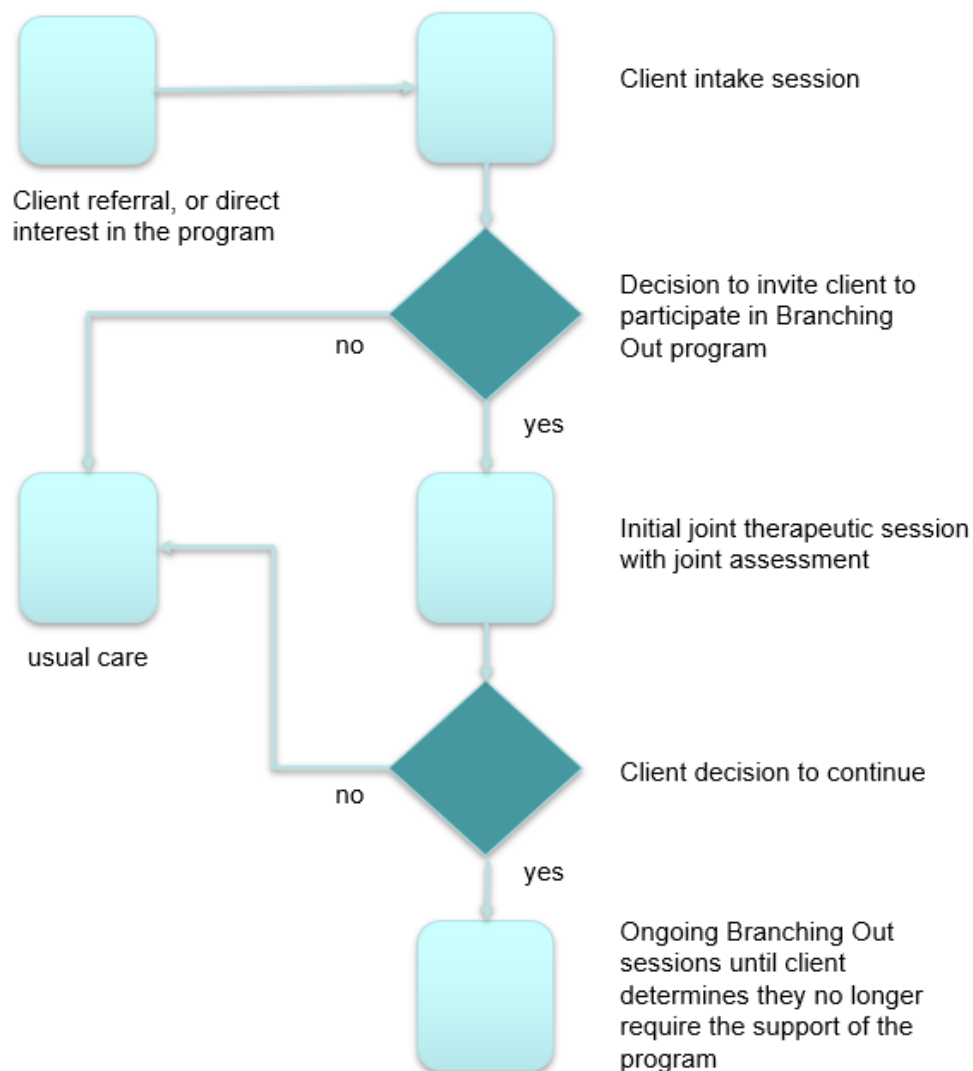 Client intake session
Client referral, or direct
interest in the program
Decision to invite client to
participate in Branching
Out program
no
yes
Initial joint therapeutic session
with joint assessment
usual care
Client decision to continue
no
yes
Ongoing Branching Out
sessions until client
determines they no longer
require the support of the
program